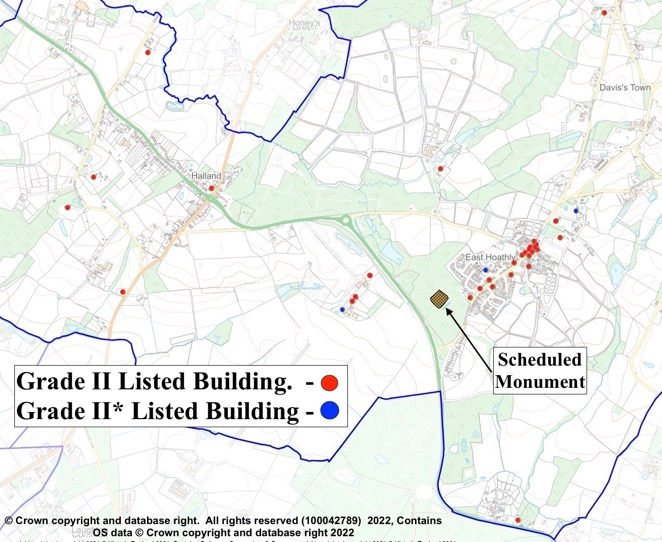 Honey's
Green
Davis's Town
Halland
East Hoathly
Scheduled
Monument
Grade II Listed Building. -
Grade II* Listed Building -
© Crown copyright and database right. All rights reserved (100042789) 2022, Contains
OS data © Crown copyright and database right 2022